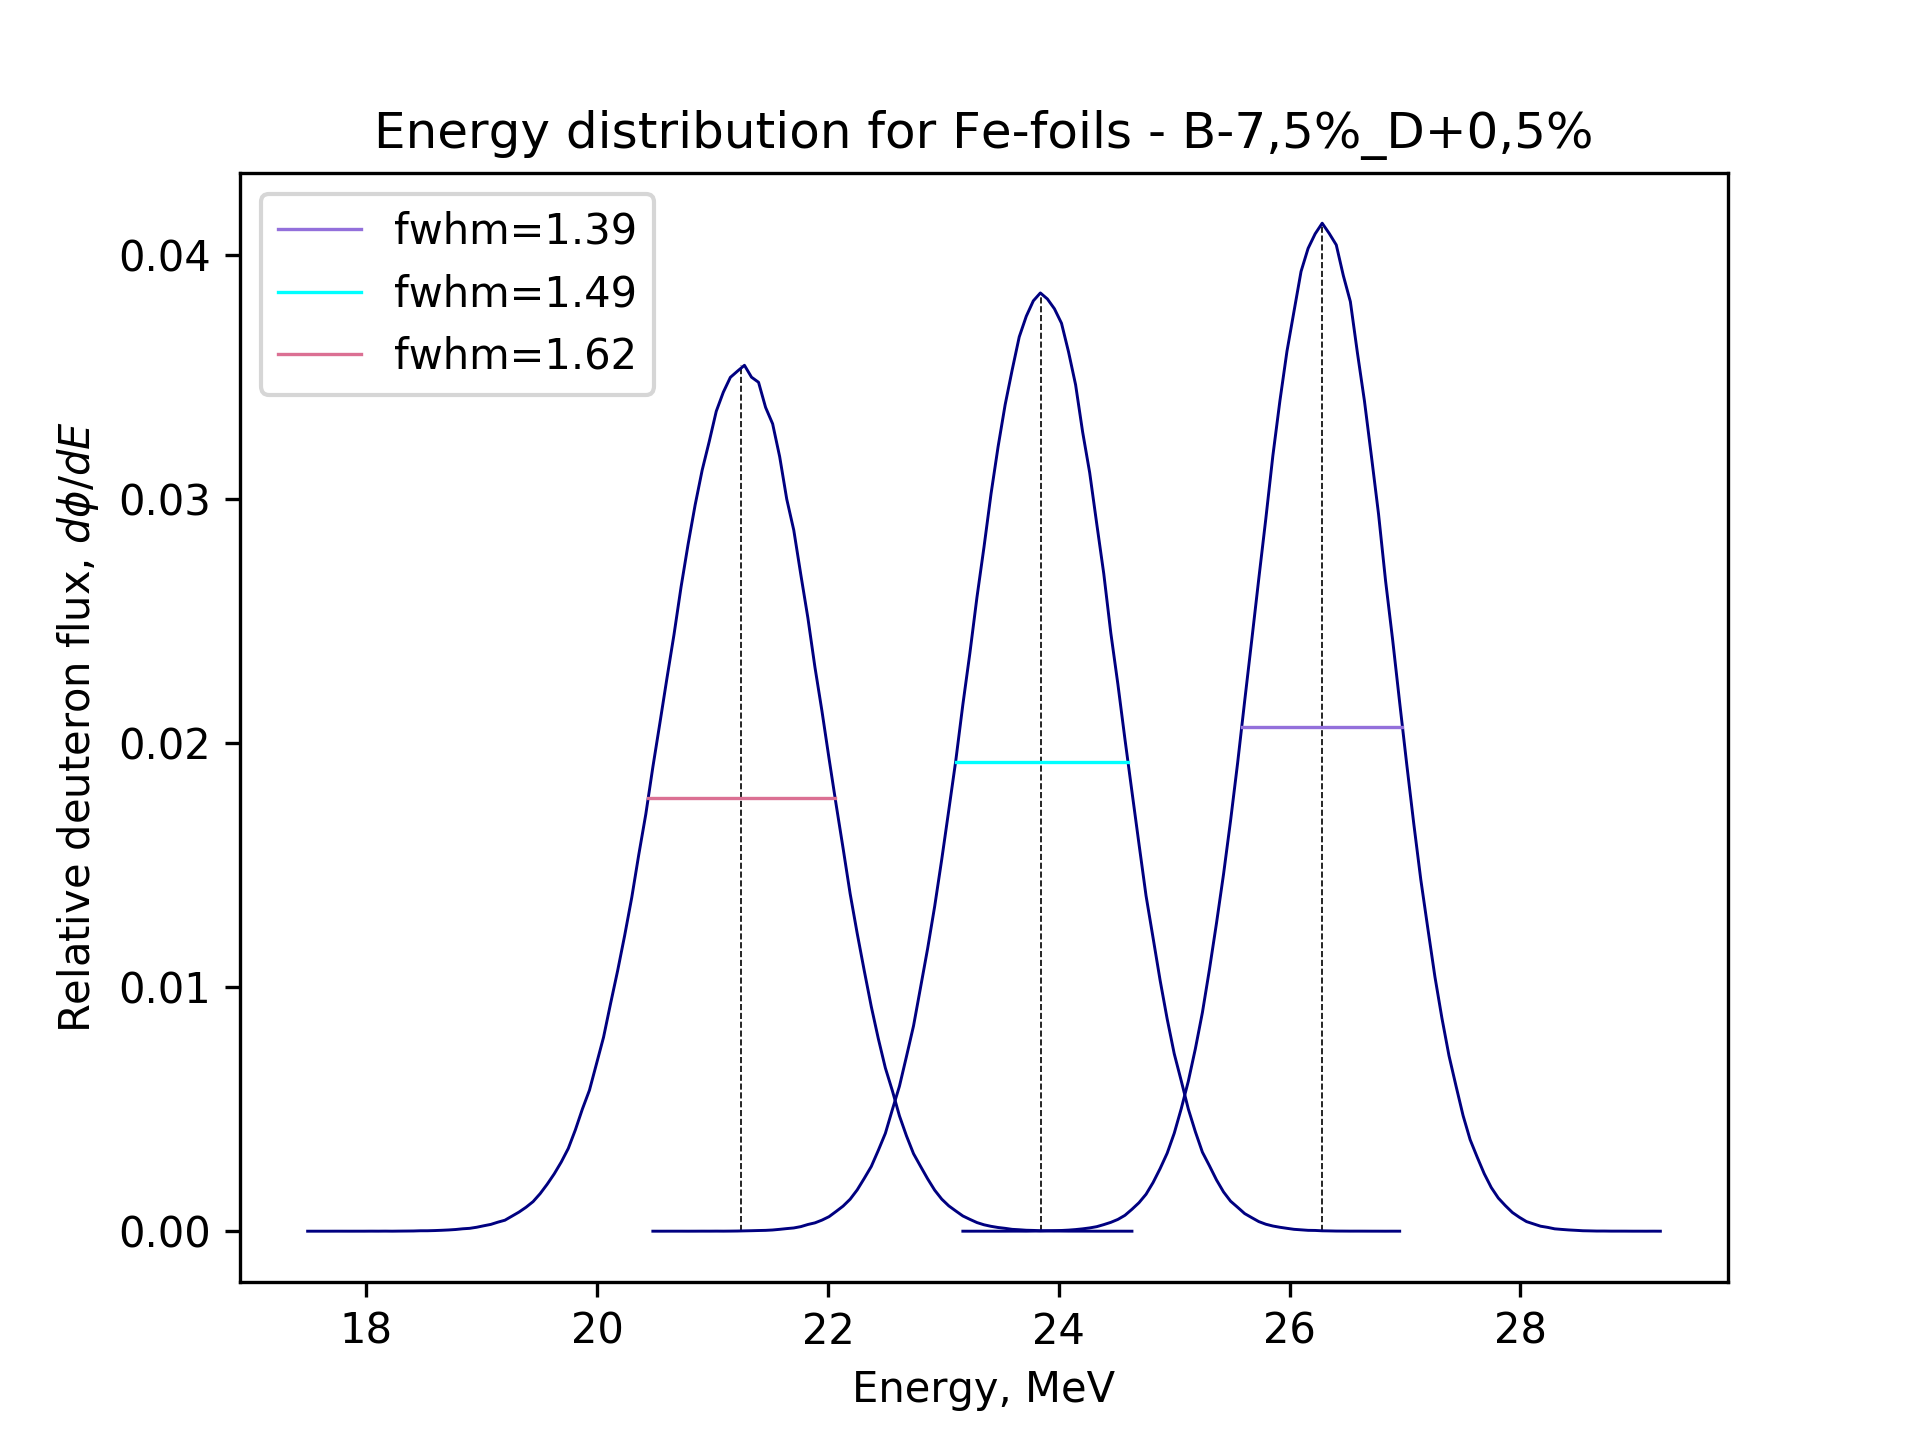 Energy distribution for Fe-foils - B-7,5%_D+0,5%
fwhm=1.39
fwhm=1.49
fwhm=1.62
Relative deuteron flux, dϕ/dE
0.04
0.03
0.02
0.01
0.00
18 20 22 24 26 28
Energy, MeV